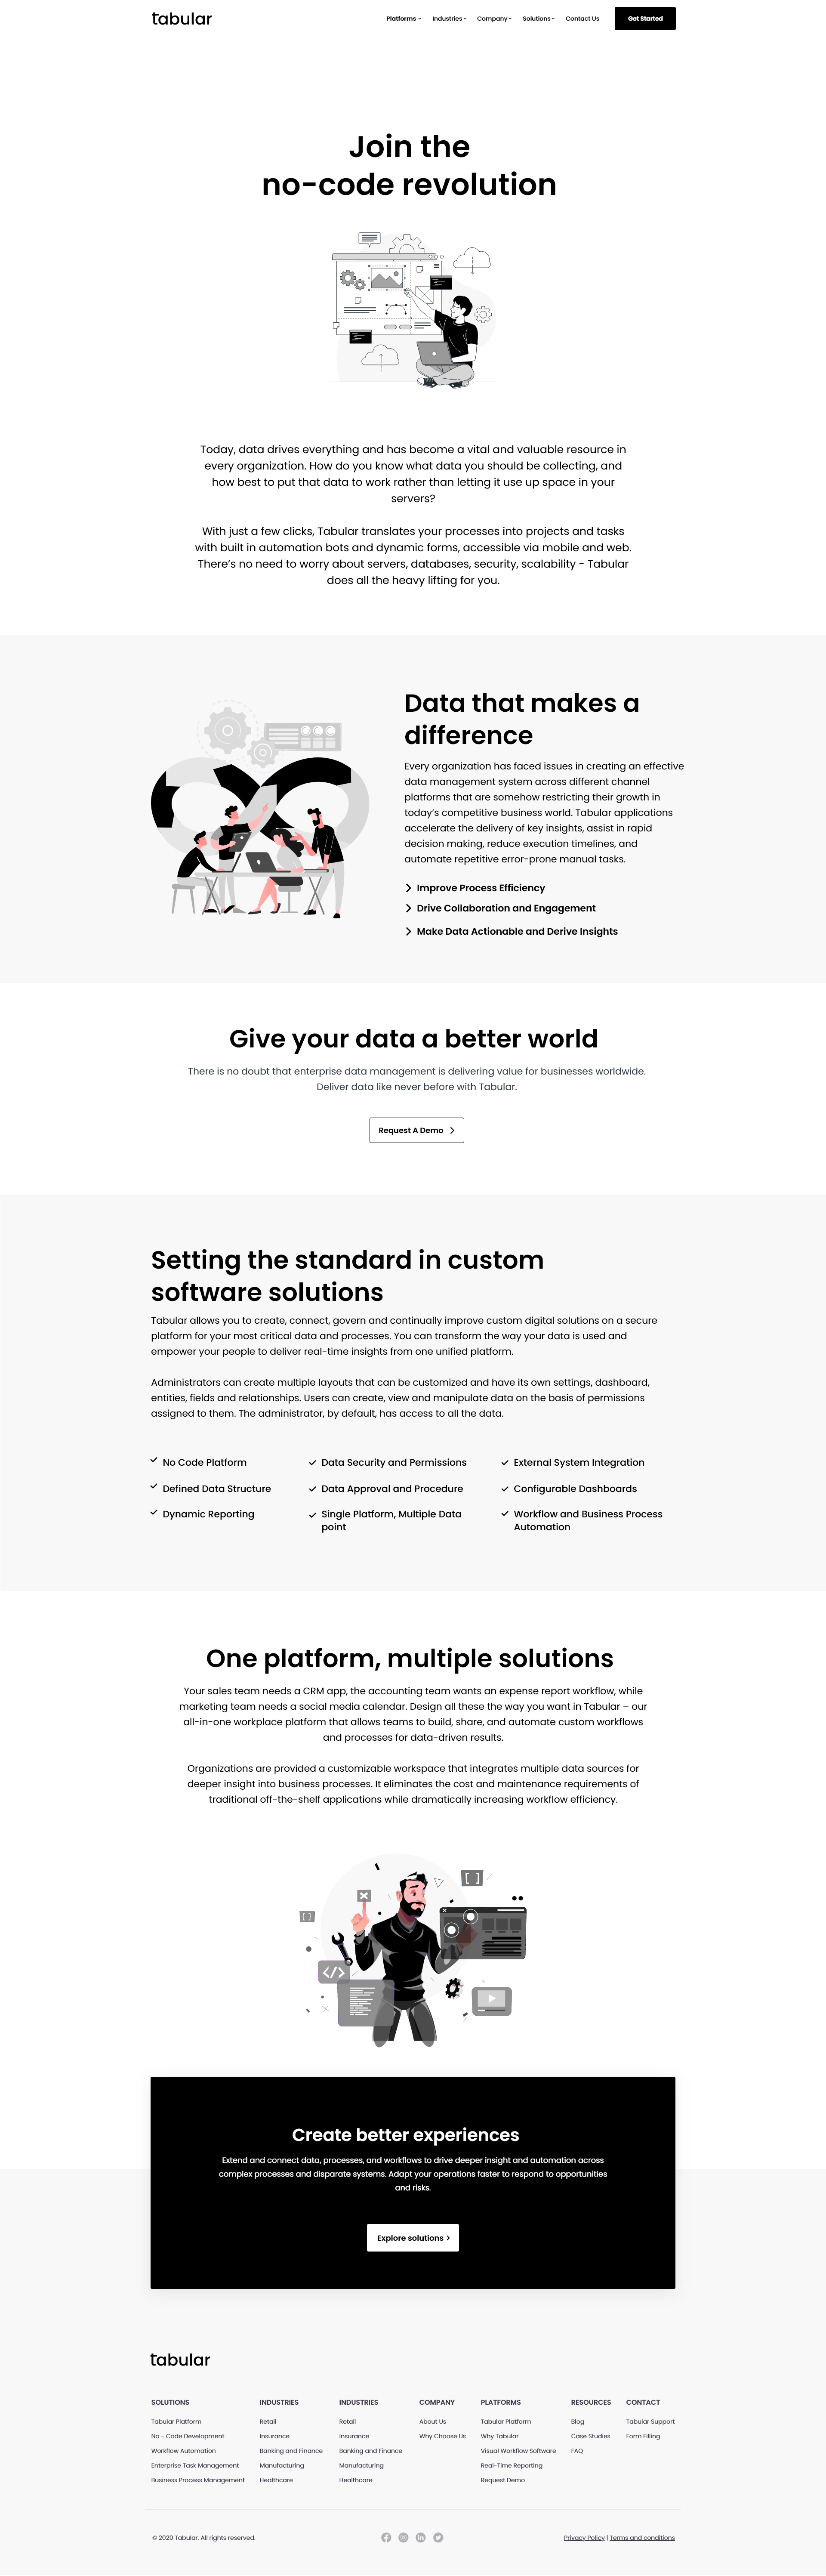 tabular
Platforms
Industries
Company
Solutions
Contact Us
Get Started
Join the
no-code revolution
Today, data drives everything and has become a vital and valuable resource in
every organization. How do you know what data you should be collecting, and
how best to put that data to work rather than letting it use up space in your
servers?
With just a few clicks, Tabular translates your processes into projects and tasks
with built in automation bots and dynamic forms, accessible via mobile and web.
There's no need to worry about servers, databases, security, scalability - Tabular
does all the heavy lifting for you.
Data that makes a
difference
Every organization has faced issues in creating an effective
data management system across different channel
platforms that are somehow restricting their growth in
today's competitive business world. Tabular applications
accelerate the delivery of key insights, assist in rapid
decision making, reduce execution timelines, and
automate repetitive error-prone manual tasks.
Improve Process Efficiency
Drive Collaboration and Engagement
Make Data Actionable and Derive Insights
Give your data a better world
There is no doubt that enterprise data management is delivering value for businesses worldwide.
Deliver data like never before with Tabular.
Request A Demo
Setting the standard in custom
software solutions
Tabular allows you to create, connect, govern and continually improve custom digital solutions on a secure
platform for your most critical data and processes. You can transform the way your data is used and
empower your people to deliver real-time insights from one unified platform.
Administrators can create multiple layouts that can be customized and have its own settings, dashboard,
entities, fields and relationships. Users can create, view and manipulate data on the basis of permissions
assigned to them. The administrator, by default, has access to all the data.
No Code Platform
Defined Data Structure
Dynamic Reporting
Data Security and Permissions
Data Approval and Procedure
Single Platform, Multiple Data
point
External System Integration
Configurable Dashboards
Workflow and Business Process
Automation
One platform, multiple solutions
Your sales team needs a CRM app, the accounting team wants an expense report workflow, while
marketing team needs a social media calendar. Design all these the way you want in Tabular – our
all-in-one workplace platform that allows teams to build, share, and automate custom workflows
and processes for data-driven results.
Organizations are provided a customizable workspace that integrates multiple data sources for
deeper insight into business processes. It eliminates the cost and maintenance requirements of
traditional off-the-shelf applications while dramatically increasing workflow efficiency.
[ ]
[ ]
</>
Create better experiences
Extend and connect data, processes, and workflows to drive deeper insight and automation across
complex processes and disparate systems. Adapt your operations faster to respond to opportunities
and risks.
Explore solutions
tabular
SOLUTIONS
Tabular Platform
No - Code Development
Workflow Automation
Enterprise Task Management
Business Process Management
INDUSTRIES
Retail
Insurance
Banking and Finance
Manufacturing
Healthcare
INDUSTRIES
Retail
Insurance
Banking and Finance
Manufacturing
Healthcare
COMPANY
About Us
Why Choose Us
PLATFORMS
Tabular Platform
Why Tabular
Visual Workflow Software
Real-Time Reporting
Request Demo
RESOURCES
Blog
Case Studies
FAQ
CONTACT
Tabular Support
Form Filling
© 2020 Tabular. All rights reserved.
Privacy Policy | Terms and conditions